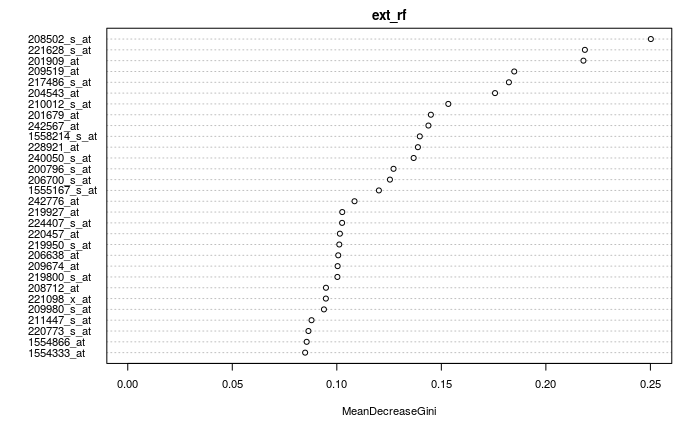 ext_rf
208502_s_at
221628_s_at
201909_at
209519_at
217486_s_at
204543_at
210012_s_at
201679_at
242567_at
1558214_s_at
228921_at
240050_s_at
200796_s_at
206700_s_at
1555167_s_at
242776_at
219927_at
224407_s_at
220457_at
219950_s_at
206638_at
209674_at
219800_s_at
208712_at
221098_x_at
209980_s_at
211447_s_at
220773_s_at
1554866_at
1554333_at
0.00 0.05 0.10 0.15 0.20 0.25
MeanDecreaseGini